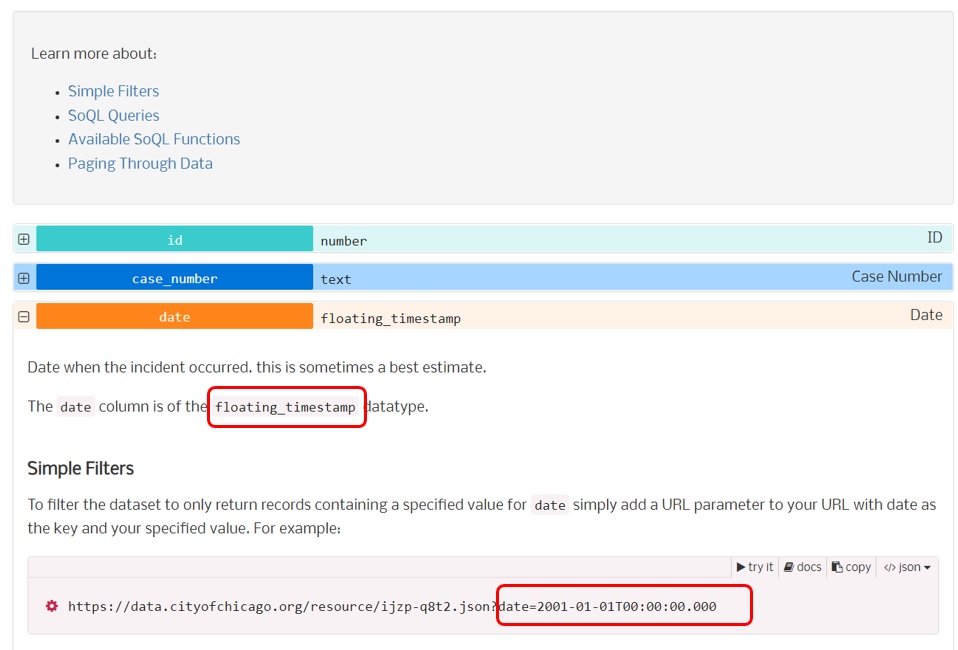 Learn more about:
Simple Filters
SoQL Queries
Available SoQL Functions
Paging Through Data
id number ID
case_number text Case Number
date floating_timestamp Date
Date when the incident occurred. this is sometimes a best estimate.
The date column is of the floating_timestamp datatype.
Simple Filters
To filter the dataset to only return records containing a specified value for date simply add a URL parameter to your URL with date as
the key and your specified value. For example:
try it docs copy </> json
https://data.cityofchicago.org/resource/ijzp-q8t2.json?date=2001-01-01T00:00:00.000